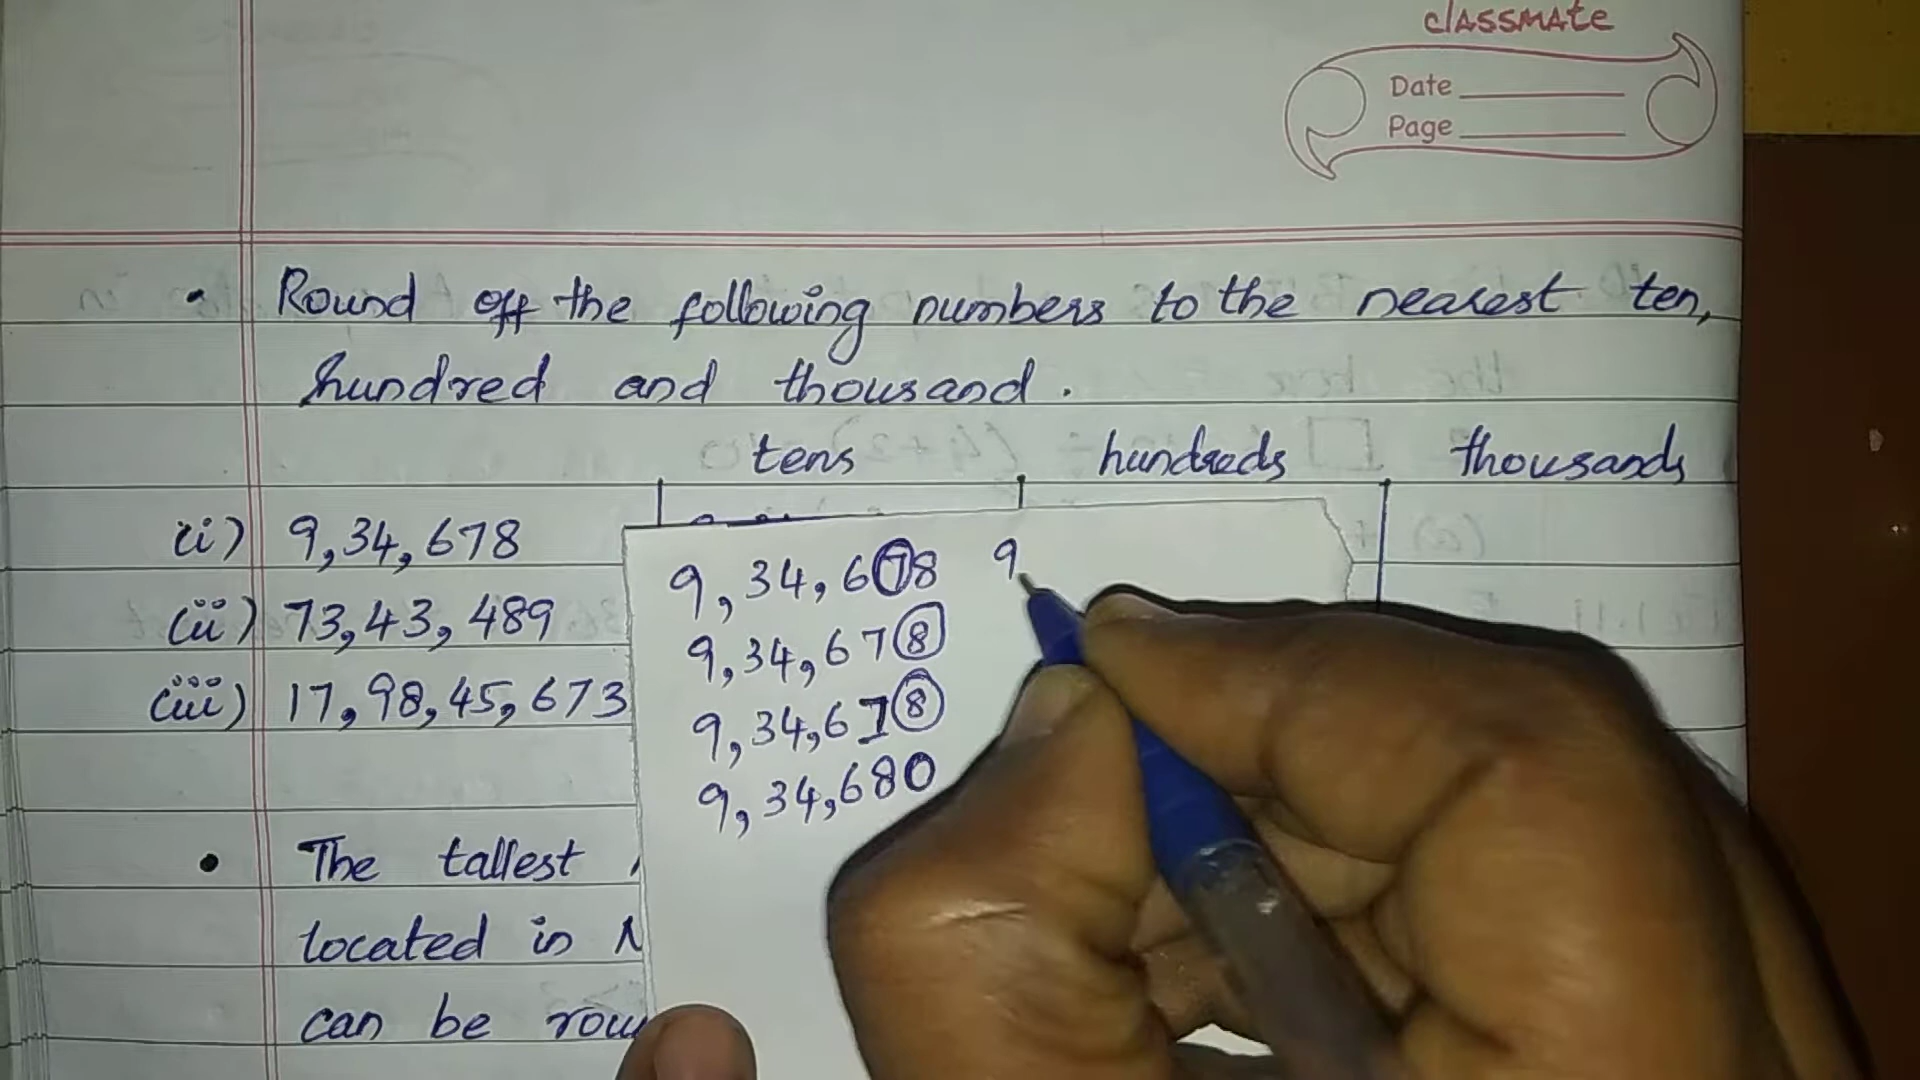 classmate
Date
Page
• Round off the following numbers to the nearest ten,
hundred and thousand.
tens hundreds thousands
(i) 9,34,678
(ii) 73,43,489
(iii) 17,98,45,673
9,34,678 9
9,34,678
9,34,678
9,34,680
• The tallest
located in
can be